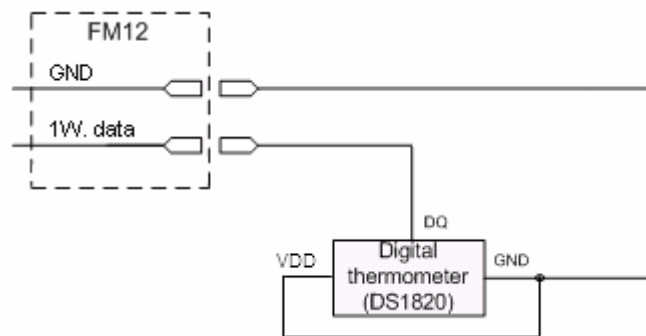 FM12
GND
1W. data
DQ
VDD
Digital
thermometer
(DS1820)
GND